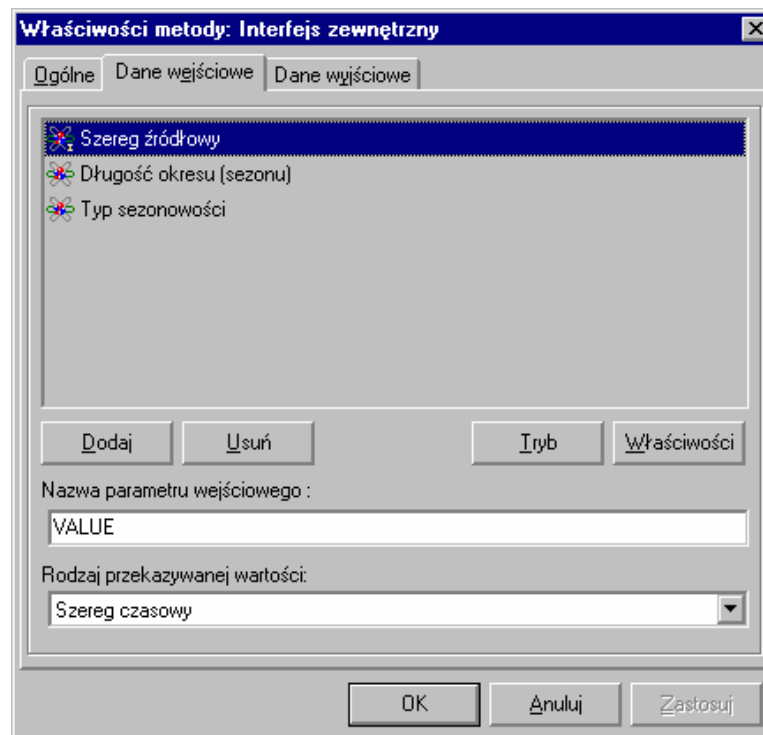 Właściwości metody: Interfejs zewnętrzny
Ogólne Dane wejściowe Dane wyjściowe
Szereg źródłowy
Długość okresu (sezonu)
Typ sezonowości
Dodaj Usuń Tryb Właściwości
Nazwa parametru wejściowego :
VALUE
Rodzaj przekazywanej wartości:
Szereg czasowy
OK Anuluj Zastosuj